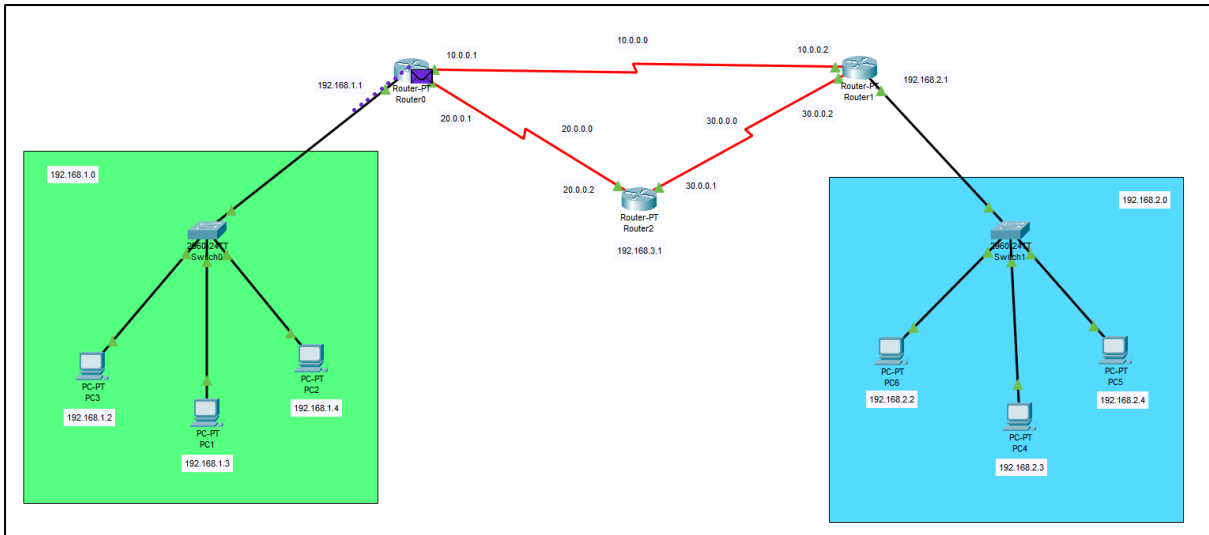 10.0.0.0
10.0.0.1
10.0.0.2
192.168.1.1
Router-PT
Router0
Router-PT
Router1
192.168.2.1
20.0.0.1
20.0.0.0
30.0.0.0
30.0.0.2
20.0.0.2
30.0.0.1
Router-PT
Router2
192.168.3.1
192.168.1.0
2960-24TT
Switch0
PC-PT
PC3
192.168.1.2
PC-PT
PC1
192.168.1.3
PC-PT
PC2
192.168.1.4
192.168.2.0
2960-24TT
Switch1
PC-PT
PC6
192.168.2.2
PC-PT
PC4
192.168.2.3
PC-PT
PC5
192.168.2.4